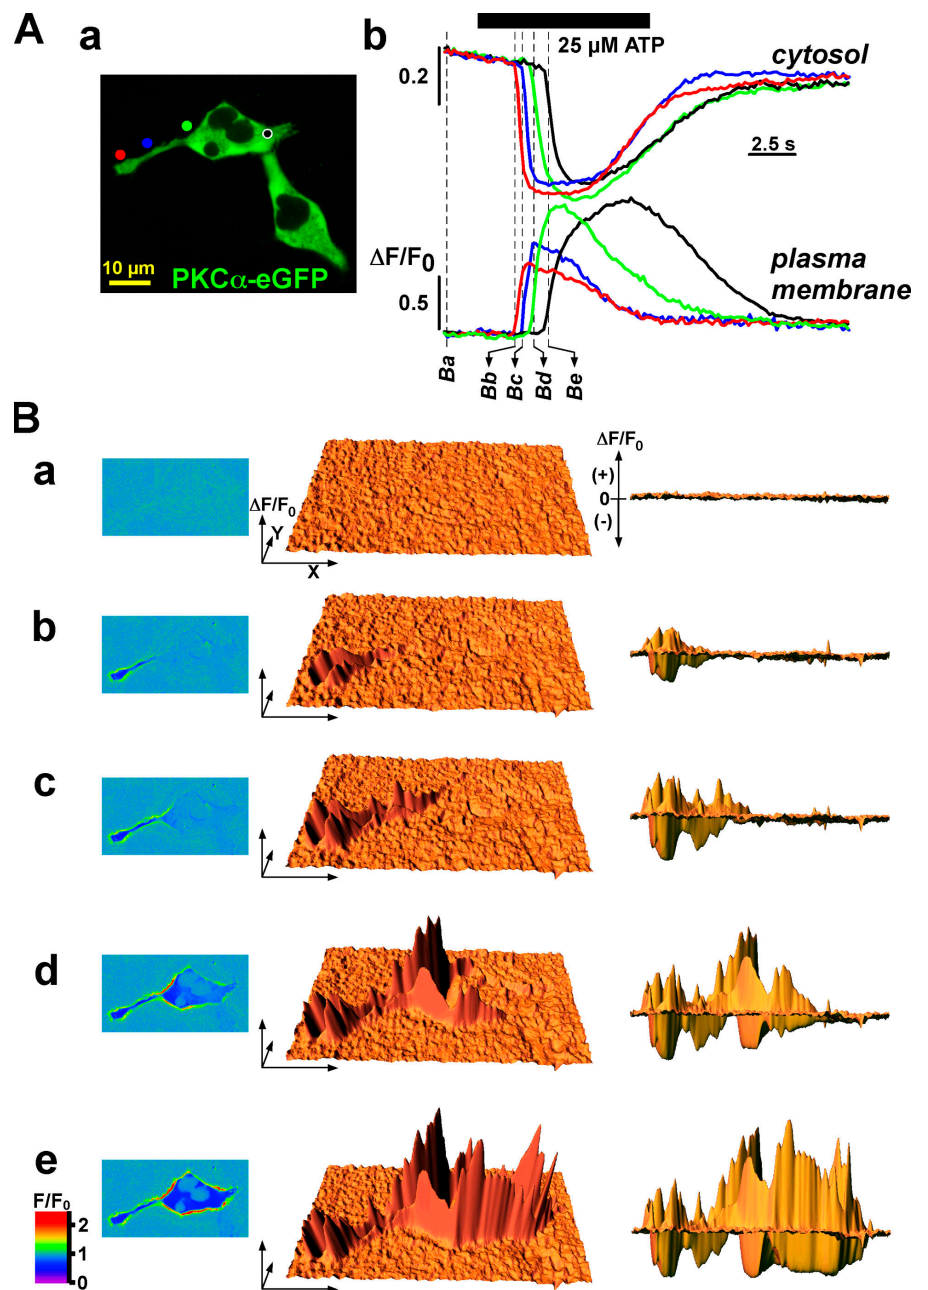 A
a
10 μm
PKCα-eGFP
b
25 μM ATP
cytosol
0.2
2.5 s
ΔF/F0
0.5
plasma
membrane
Ba
Bb
Bc
Bd
Be
B
a
ΔF/F0
Y
X
ΔF/F0
(+)
0
(-)
b
c
d
e
F/F0
2
1
0